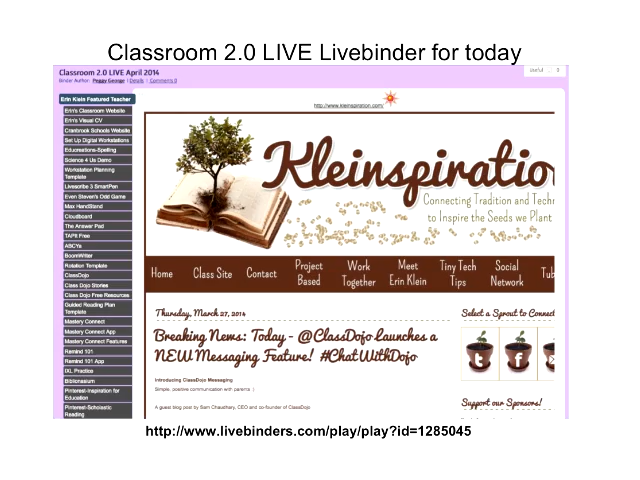 Classroom 2.0 LIVE Livebinder for today
Classroom 2.0 LIVE April 2014
useful 0
Binder Author: Peggy George | Details | Comments 0
Erin Klein Featured Teacher
Erin's Classroom Website
Erin's Visual CV
Cranbrook Schools Website
Set Up Digital Workstations
Educreations-Spelling
Science 4 Us Demo
Workstation Planning
Template
Livescribe 3 SmartPen
Even Steven's Odd Game
Max HandStand
Cloudboard
The Answer Pad
TAPit Free
ABCYa
BoomWriter
Rotation Template
ClassDojo
Class Dojo Stories
Class Dojo Free Resources
Guided Reading Plan
Template
Mastery Connect
Mastery Connect App
Mastery Connect Features
Remind 101
Remind 101 App
IXL Practice
Biblionasium
Pinterest-Inspiration for
Education
Pinterest-Scholastic
Reading
http://www.kleinspiration.com/
Kleinspiratio
Connecting Tradition and Techn
to Inspire the Seeds we Plant
Home Class Site Contact Project Based Work Together Meet Erin Klein Tiny Tech Tips Social Network Tub
Thursday, March 27, 2014
Breaking News: Today - @ClassDojo Launches a
NEW Messaging Feature! #ChatWithDojo
Introducing ClassDojo Messaging
Simple, positive communication with parents :)
A guest blog post by Sam Chaudhary, CEO and co-founder of ClassDojo
Select a Sprout to Connect
Support our Sponsors!
http://www.livebinders.com/play/play?id=1285045